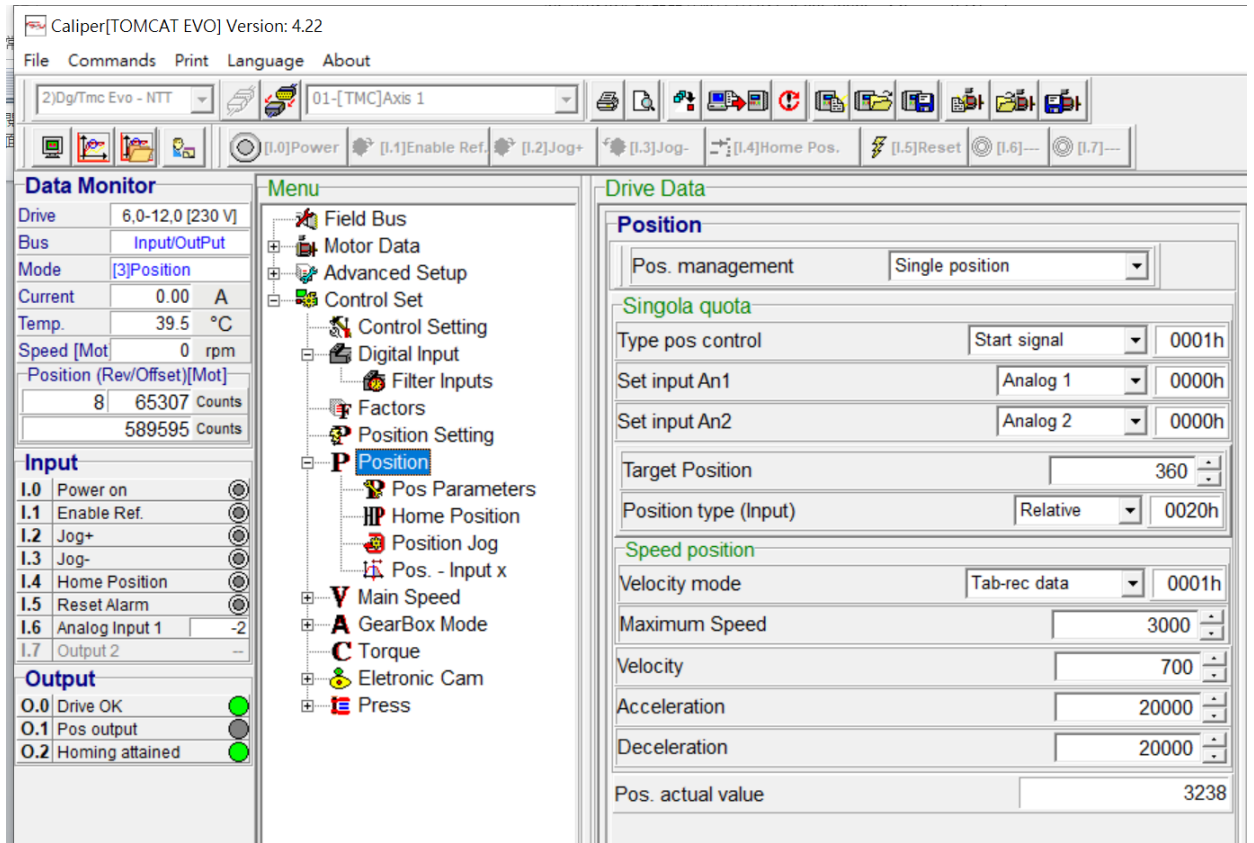 Caliper[TOMCAT EVO] Version: 4.22
File Commands Print Language About
2)Dg/Tmc Evo - NTT 01-[TMC]Axis 1
[I.0]Power [I.1]Enable Ref. [I.2]Jog+ [I.3]Jog- [I.4]Home Pos. [I.5]Reset [I.6]--- [I.7]---
Data Monitor
Drive 6,0-12,0 [230 V]
Bus Input/OutPut
Mode [3]Position
Current 0.00 A
Temp. 39.5 °C
Speed [Mot 0 rpm
Position (Rev/Offset)[Mot]
8 65307 Counts
589595 Counts
Input
I.0 Power on
I.1 Enable Ref.
I.2 Jog+
I.3 Jog-
I.4 Home Position
I.5 Reset Alarm
I.6 Analog Input 1 -2
I.7 Output 2 --
Output
O.0 Drive OK
O.1 Pos output
O.2 Homing attained
Menu
Field Bus
Motor Data
Advanced Setup
Control Set
Control Setting
Digital Input
Filter Inputs
Factors
Position Setting
P Position
Pos Parameters
HP Home Position
Position Jog
Pos. - Input x
V Main Speed
A GearBox Mode
C Torque
Eletronic Cam
Press
Drive Data
Position
Pos. management Single position
Singola quota
Type pos control Start signal 0001h
Set input An1 Analog 1 0000h
Set input An2 Analog 2 0000h
Target Position 360
Position type (Input) Relative 0020h
Speed position
Velocity mode Tab-rec data 0001h
Maximum Speed 3000
Velocity 700
Acceleration 20000
Deceleration 20000
Pos. actual value 3238